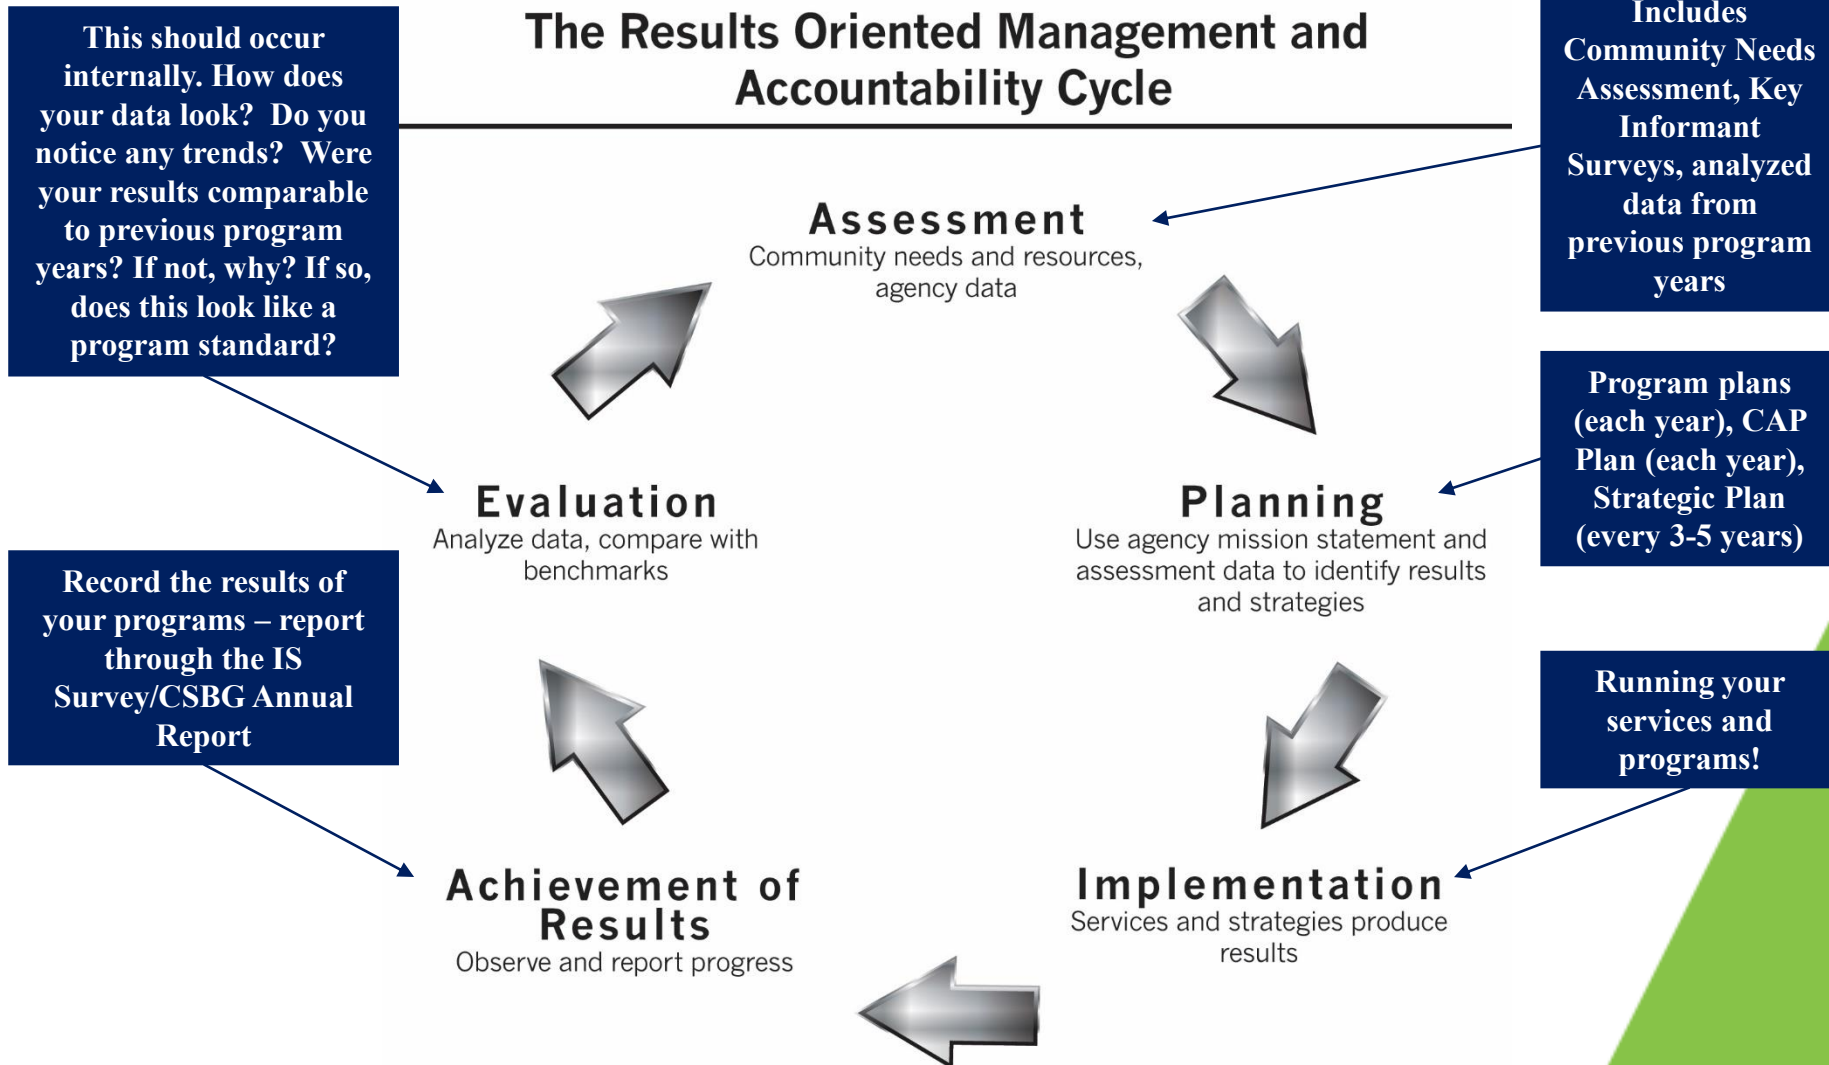 The Results Oriented Management and
Accountability Cycle
This should occur
internally. How does
your data look?  Do you
notice any trends?  Were
your results comparable
to previous program
years? If not, why? If so,
does this look like a
program standard?
Includes
Community Needs
Assessment, Key
Informant
Surveys, analyzed
data from
previous program
years
Assessment
Community needs and resources,
agency data
Program plans
(each year), CAP
Plan (each year),
Strategic Plan
(every 3-5 years)
Evaluation
Analyze data, compare with
benchmarks
Planning
Use agency mission statement and
assessment data to identify results
and strategies
Record the results of
your programs – report
through the IS
Survey/CSBG Annual
Report
Running your
services and
programs!
Achievement of
Results
Observe and report progress
Implementation
Services and strategies produce
results